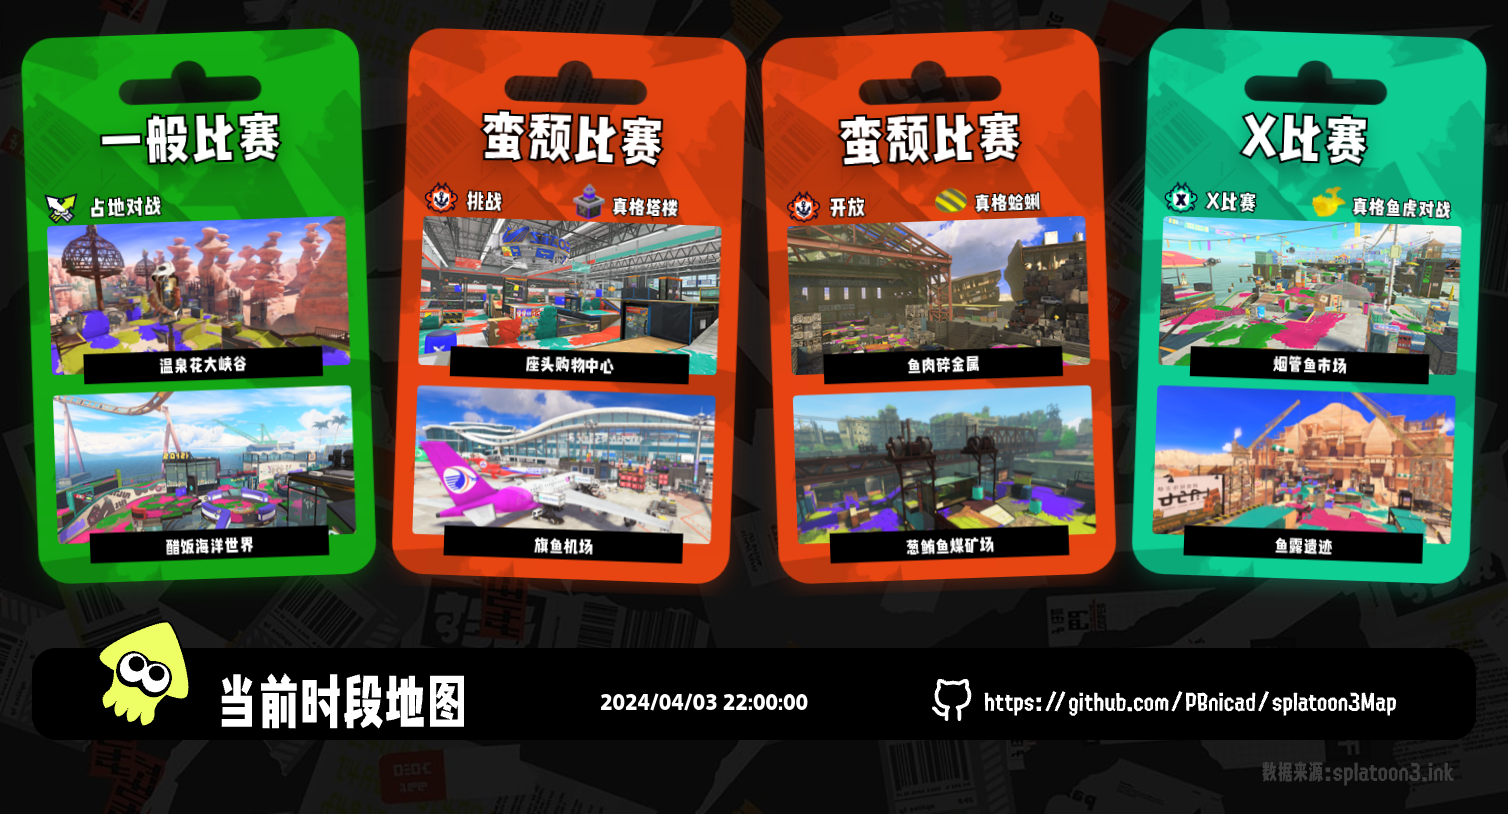 一般比赛
占地对战
温泉花大峡谷
醋饭海洋世界
蛮颓比赛
挑战
真格塔楼
座头购物中心
旗鱼机场
蛮颓比赛
开放
真格蛤蜊
鱼肉碎金属
葱鲔鱼煤矿场
X比赛
X比赛
真格鱼虎对战
烟管鱼市场
鱼露遗迹
当前时段地图
2024/04/03 22:00:00
https://github.com/PBnicad/splatoon3Map
数据来源:splatoon3.ink